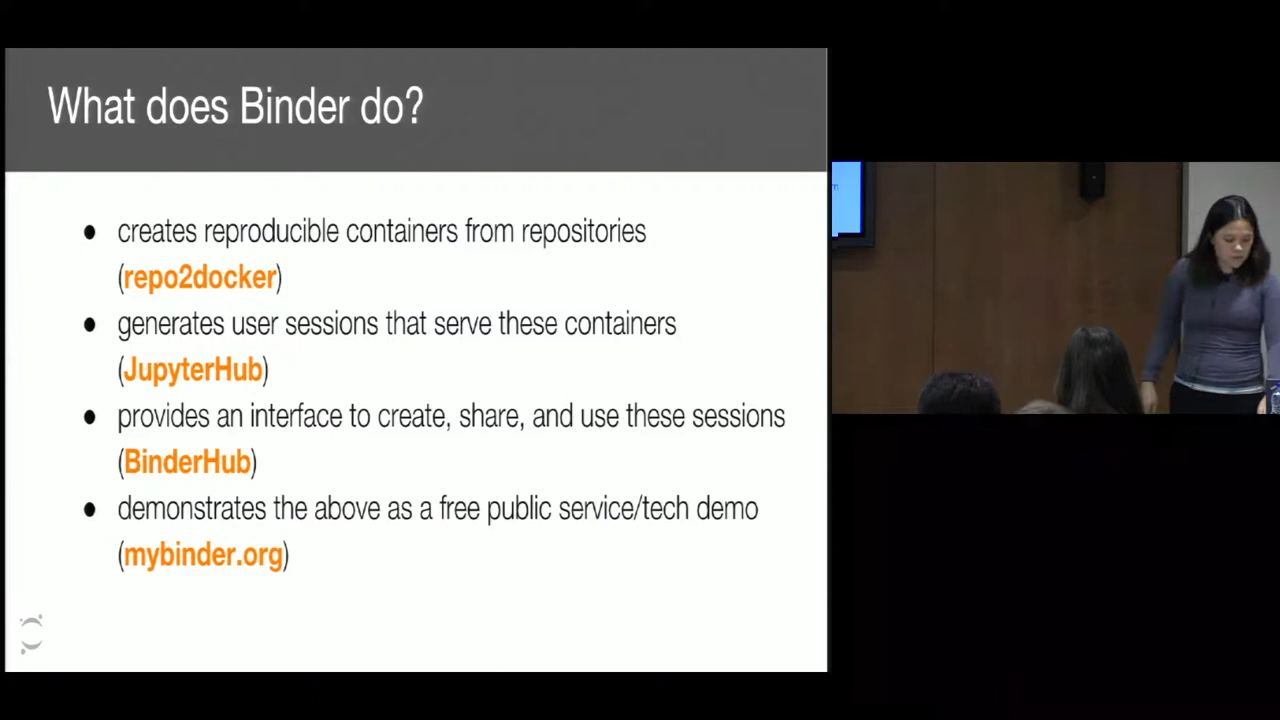 What does Binder do?
● creates reproducible containers from repositories
(repo2docker)
● generates user sessions that serve these containers
(JupyterHub)
● provides an interface to create, share, and use these sessions
(BinderHub)
● demonstrates the above as a free public service/tech demo
(mybinder.org)